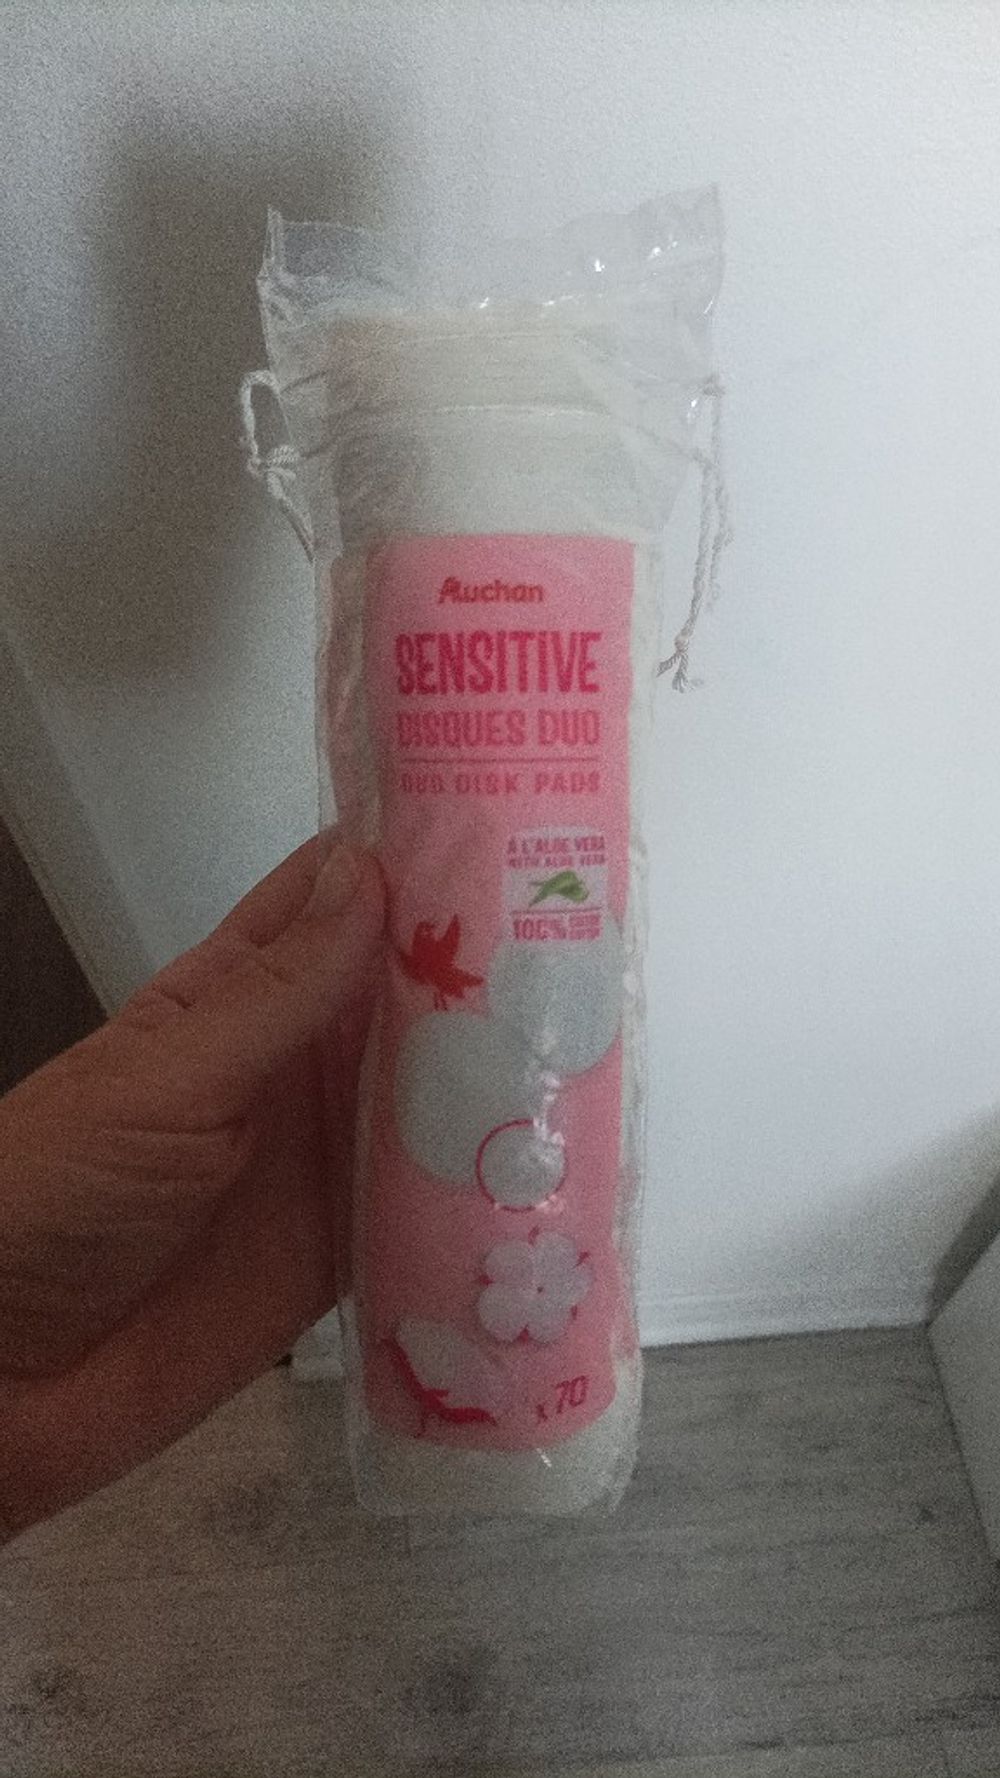 Auchan
SENSITIVE
DISQUES DUO
DUO DISK PADS
À L'ALOE VERA
WITH ALOE VERA
100%
x70